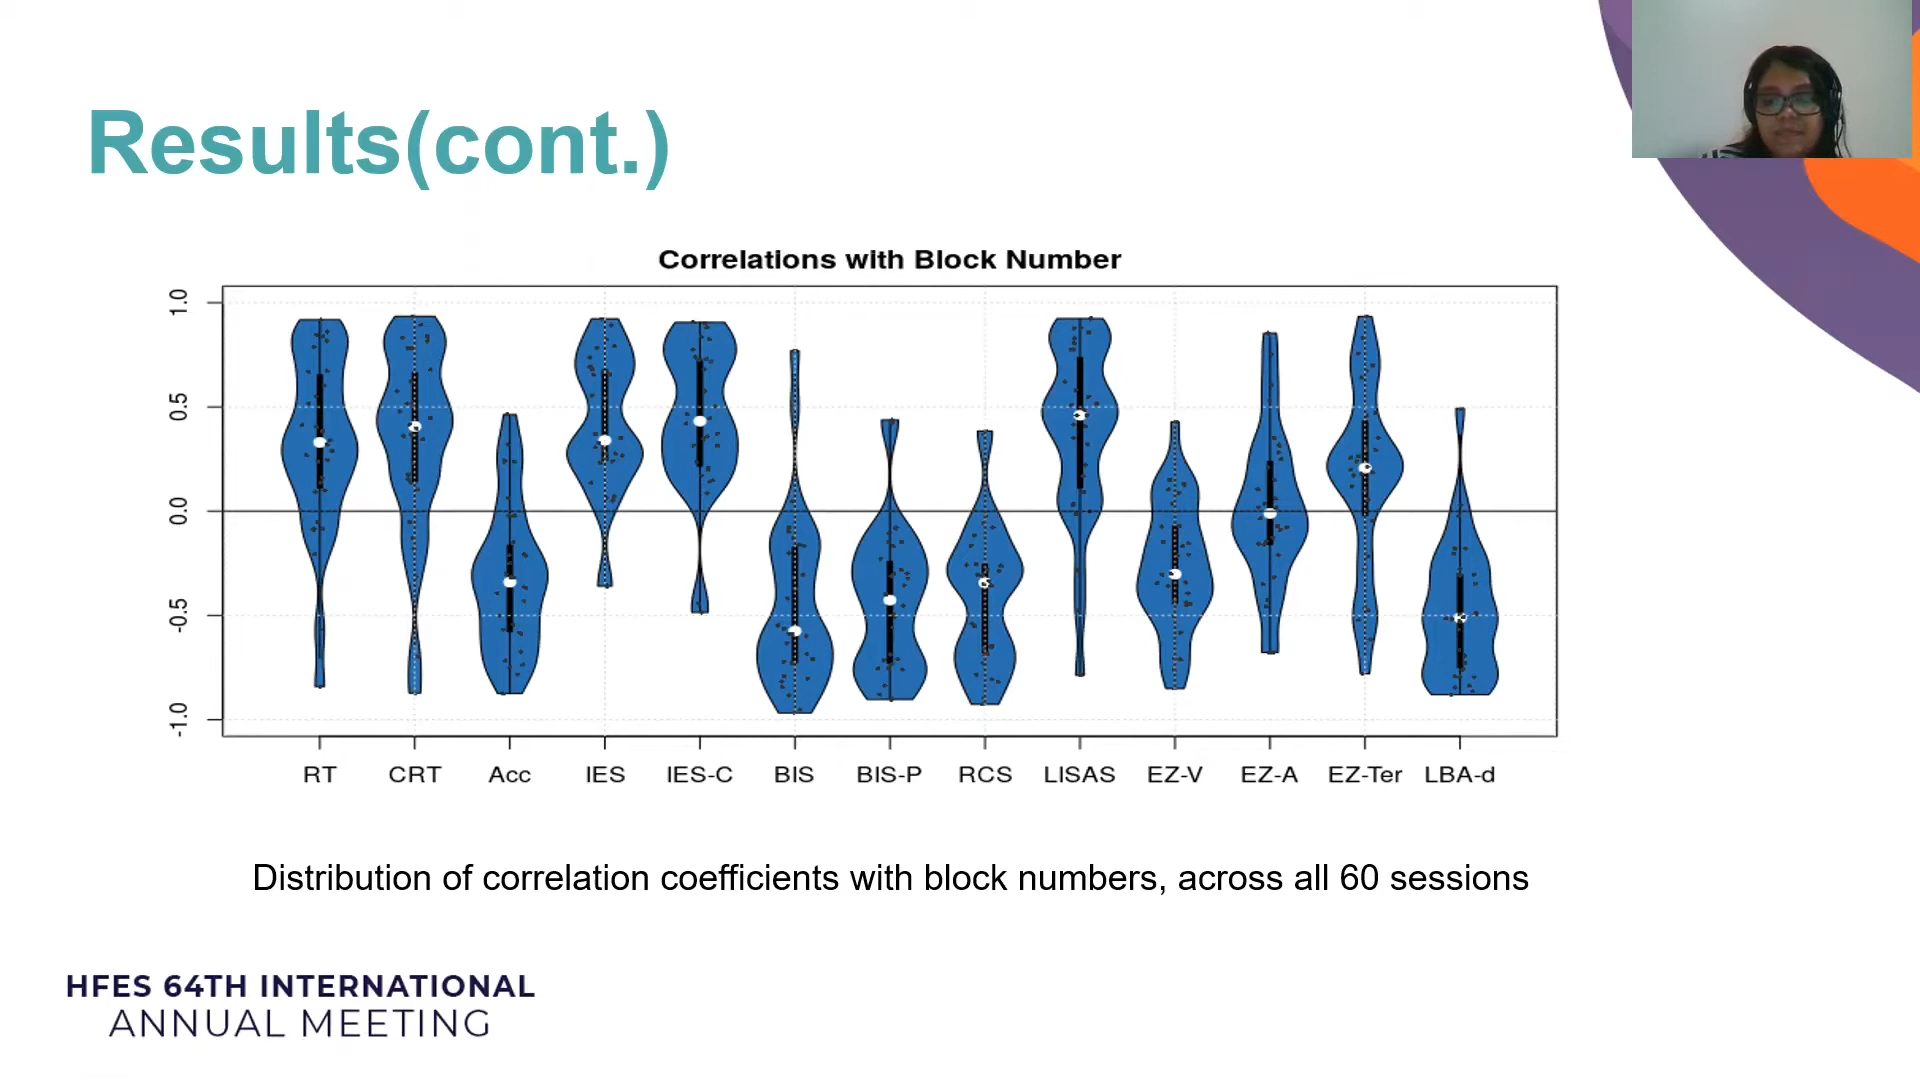 Results(cont.)
Correlations with Block Number
1.0
0.5
0.0
-0.5
-1.0
RT CRT Acc IES IES-C BIS BIS-P RCS LISAS EZ-V EZ-A EZ-Ter LBA-d
Distribution of correlation coefficients with block numbers, across all 60 sessions
HFES 64TH INTERNATIONAL
ANNUAL MEETING